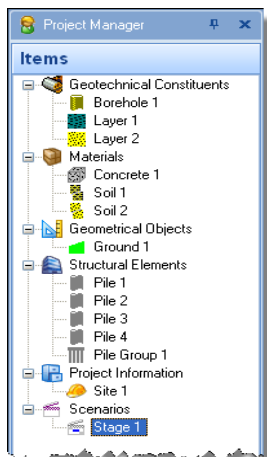 Project Manager
Items
Geotechnical Constituents
Borehole 1
Layer 1
Layer 2
Materials
Concrete 1
Soil 1
Soil 2
Geometrical Objects
Ground 1
Structural Elements
Pile 1
Pile 2
Pile 3
Pile 4
Pile Group 1
Project Information
Site 1
Scenarios
Stage 1